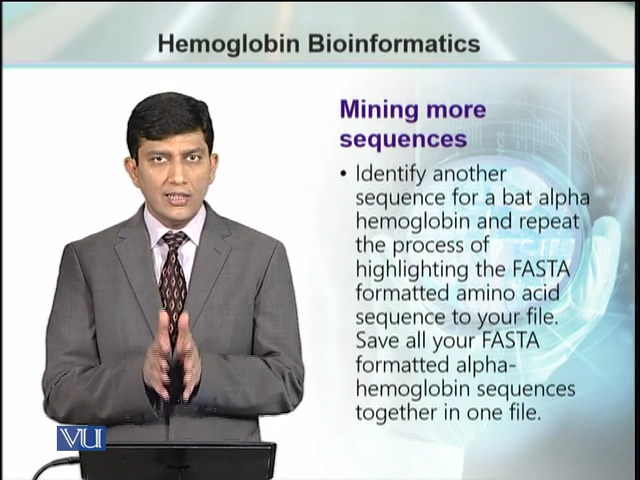 Hemoglobin Bioinformatics
Mining more
sequences
• Identify another
sequence for a bat alpha
hemoglobin and repeat
the process of
highlighting the FASTA
formatted amino acid
sequence to your file.
Save all your FASTA
formatted alpha-
hemoglobin sequences
together in one file.
VU